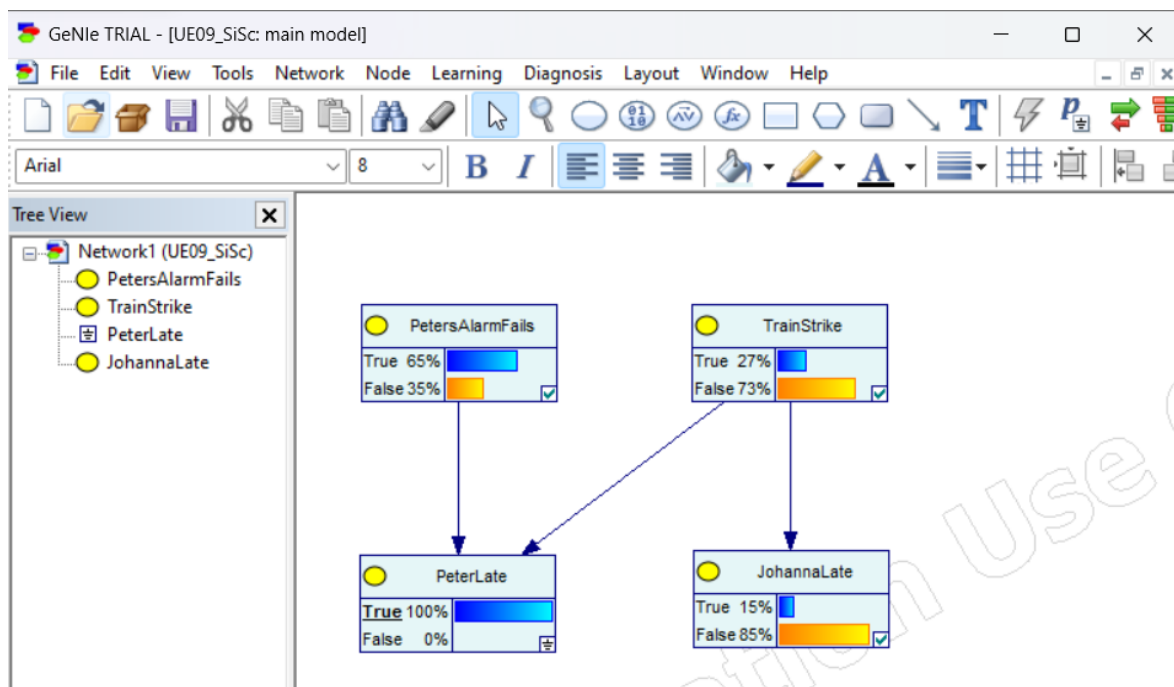 GeNIe TRIAL - [UE09_SiSc: main model]
File Edit View Tools Network Node Learning Diagnosis Layout Window Help
Arial 8 B I A
Tree View
Network1 (UE09_SiSc)
PetersAlarmFails
TrainStrike
PeterLate
JohannaLate
PetersAlarmFails
True 65%
False 35%
TrainStrike
True 27%
False 73%
PeterLate
True 100%
False 0%
JohannaLate
True 15%
False 85%
Use